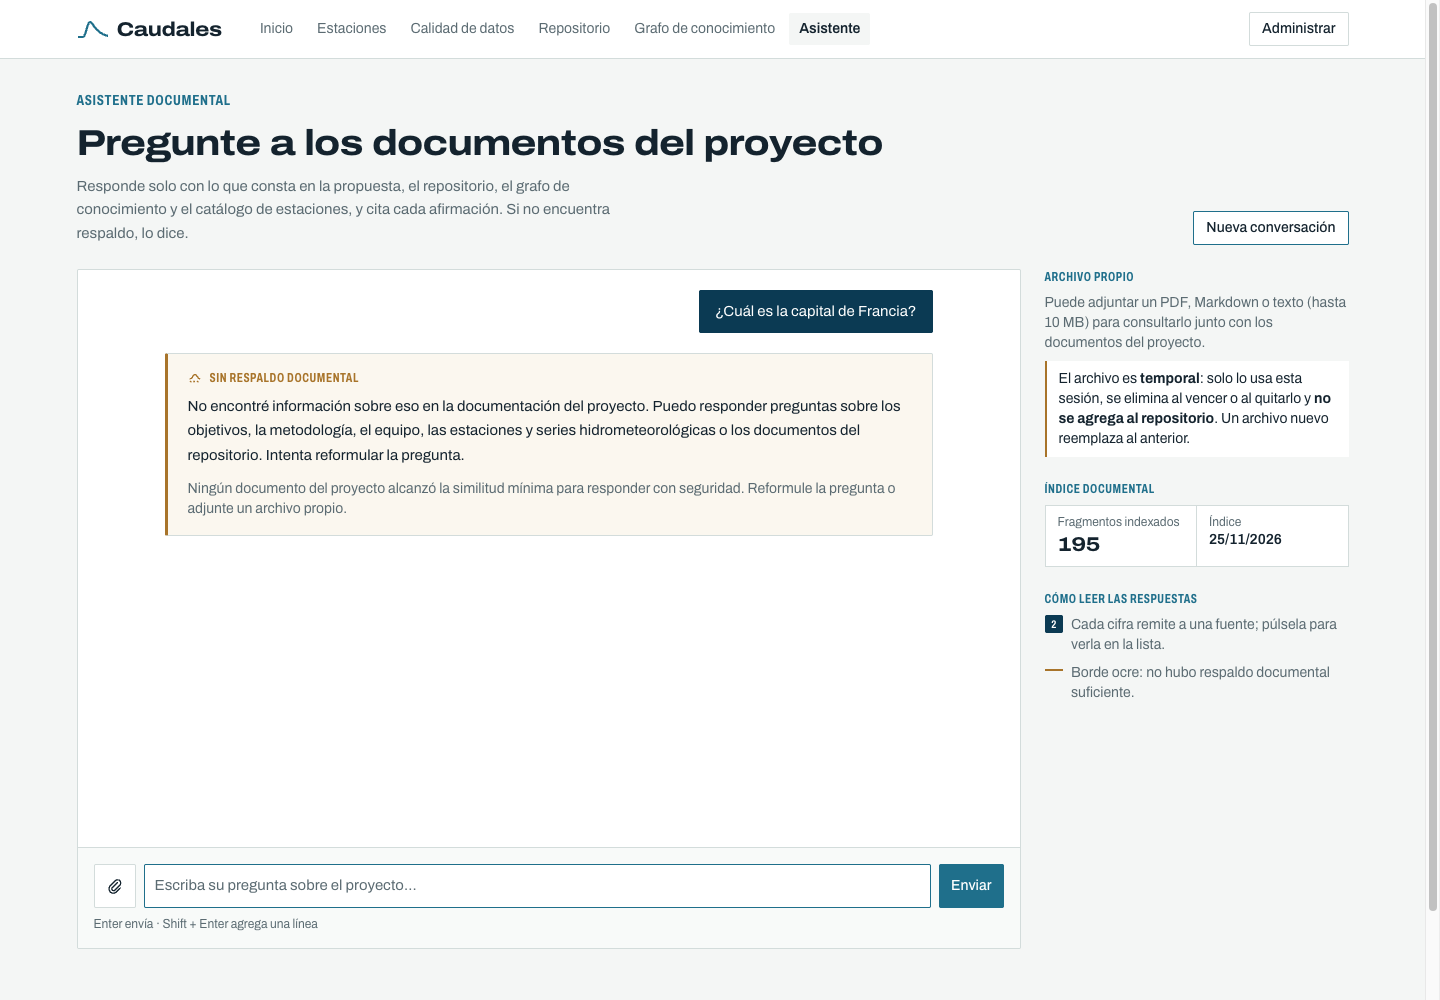 Caudales
Inicio
Estaciones
Calidad de datos
Repositorio
Grafo de conocimiento
Asistente
Administrar
ASISTENTE DOCUMENTAL
Pregunte a los documentos del proyecto
Responde solo con lo que consta en la propuesta, el repositorio, el grafo de
conocimiento y el catálogo de estaciones, y cita cada afirmación. Si no encuentra
respaldo, lo dice.
Nueva conversación
¿Cuál es la capital de Francia?
SIN RESPALDO DOCUMENTAL
No encontré información sobre eso en la documentación del proyecto. Puedo responder preguntas sobre los
objetivos, la metodología, el equipo, las estaciones y series hidrometeorológicas o los documentos del
repositorio. Intenta reformular la pregunta.
Ningún documento del proyecto alcanzó la similitud mínima para responder con seguridad. Reformule la pregunta o
adjunte un archivo propio.
Escriba su pregunta sobre el proyecto...
Enviar
Enter envía · Shift + Enter agrega una línea
ARCHIVO PROPIO
Puede adjuntar un PDF, Markdown o texto (hasta
10 MB) para consultarlo junto con los
documentos del proyecto.
El archivo es temporal: solo lo usa esta
sesión, se elimina al vencer o al quitarlo y no
se agrega al repositorio. Un archivo nuevo
reemplaza al anterior.
ÍNDICE DOCUMENTAL
Fragmentos indexados
195
Índice
25/11/2026
CÓMO LEER LAS RESPUESTAS
2
Cada cifra remite a una fuente; púlsela para
verla en la lista.
Borde ocre: no hubo respaldo documental
suficiente.